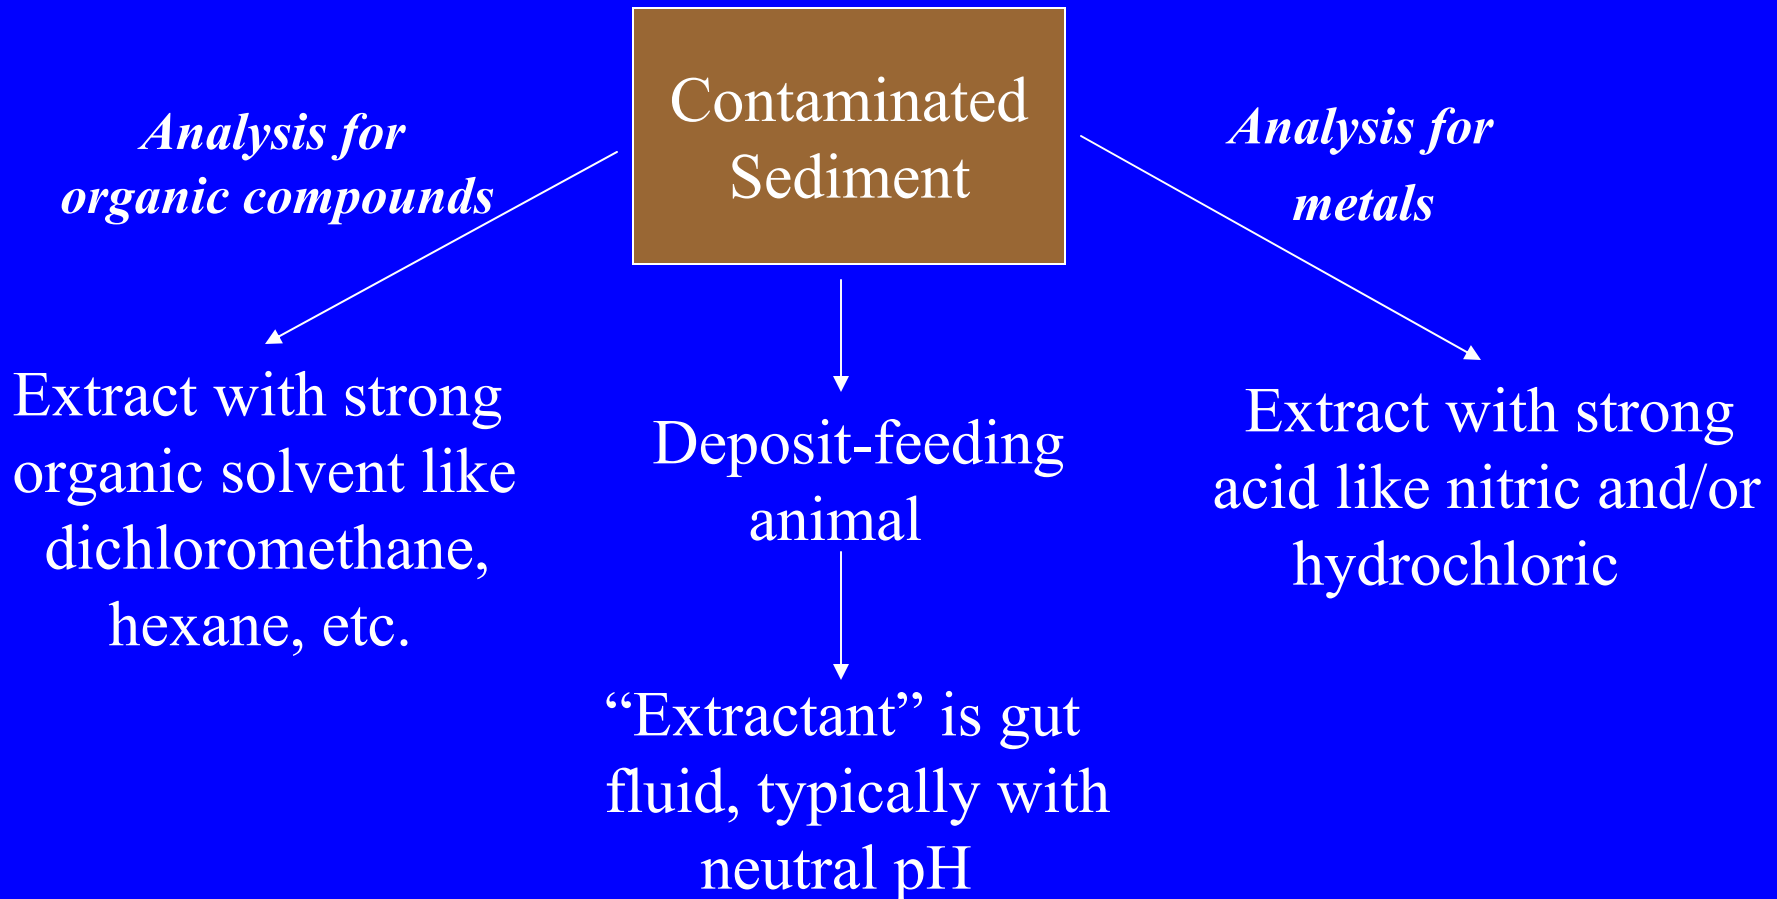 Contaminated
Sediment
Analysis for
organic compounds
Analysis for
metals
Extract with strong
organic solvent like
dichloromethane,
hexane, etc.
Deposit-feeding
animal
“Extractant” is gut
fluid, typically with
neutral pH
Extract with strong
acid like nitric and/or
hydrochloric